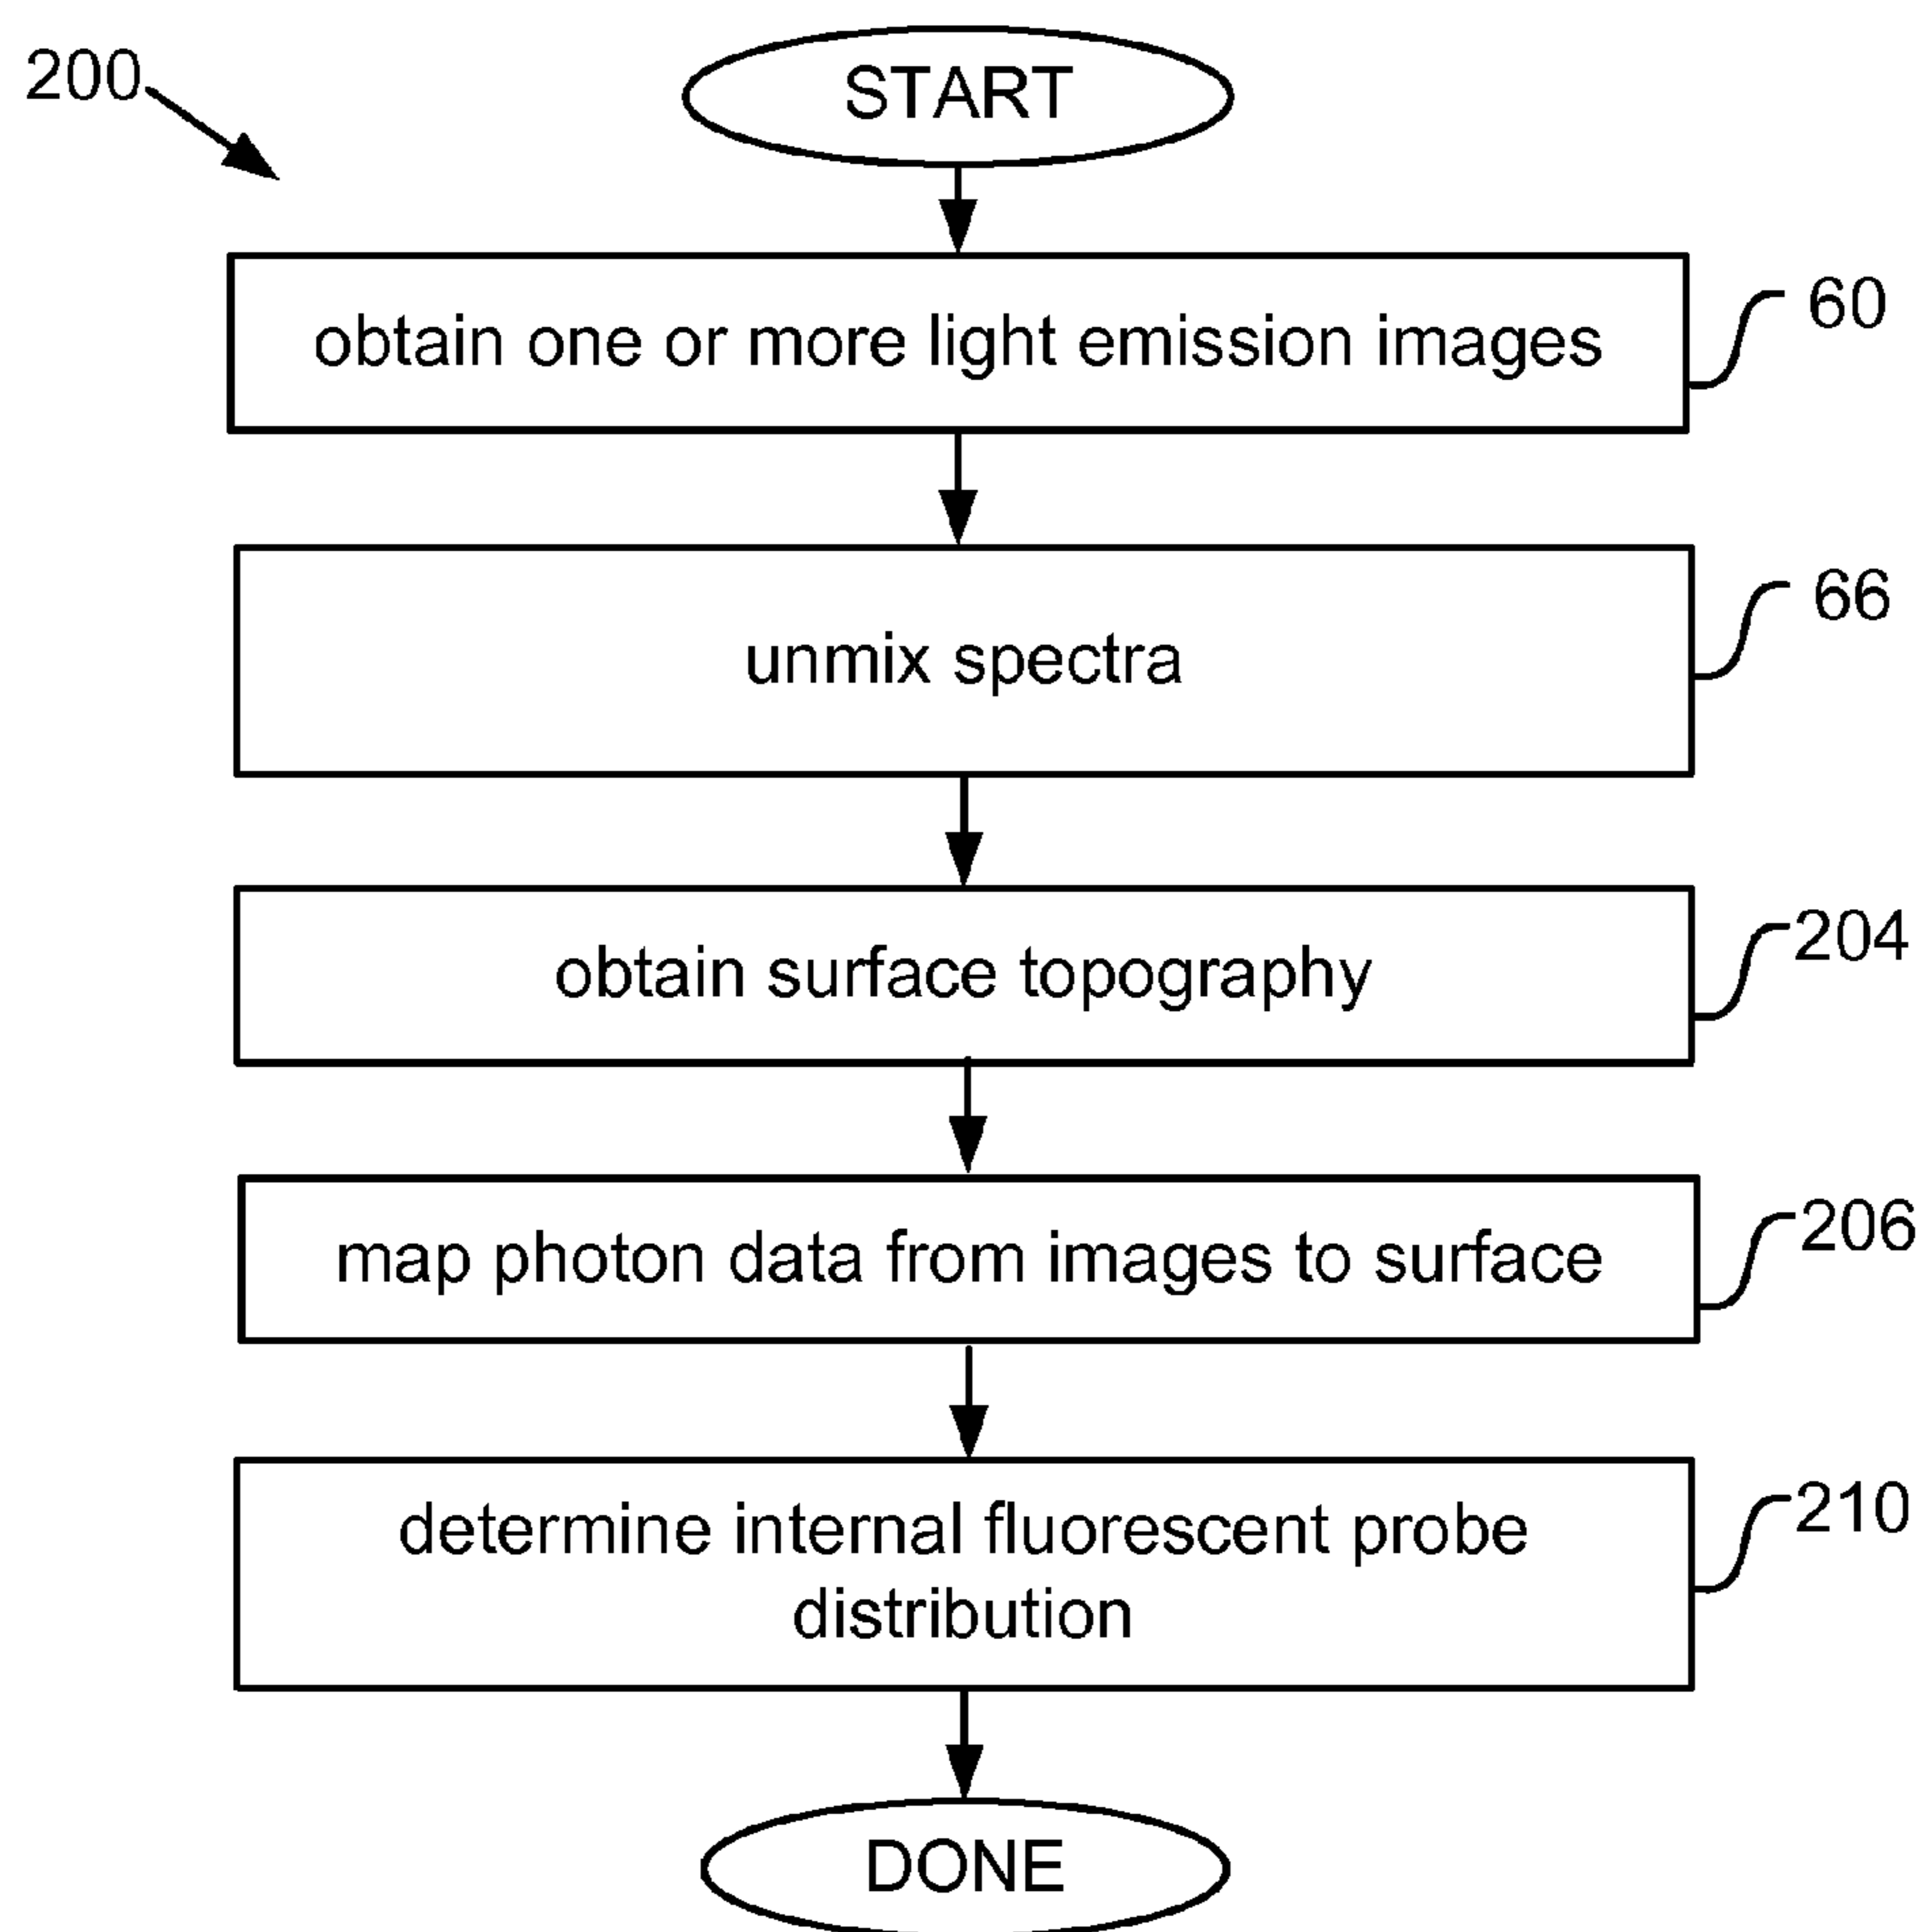 200
START
obtain one or more light emission images
60
unmix spectra
66
obtain surface topography
204
map photon data from images to surface
206
determine internal fluorescent probe
distribution
210
DONE